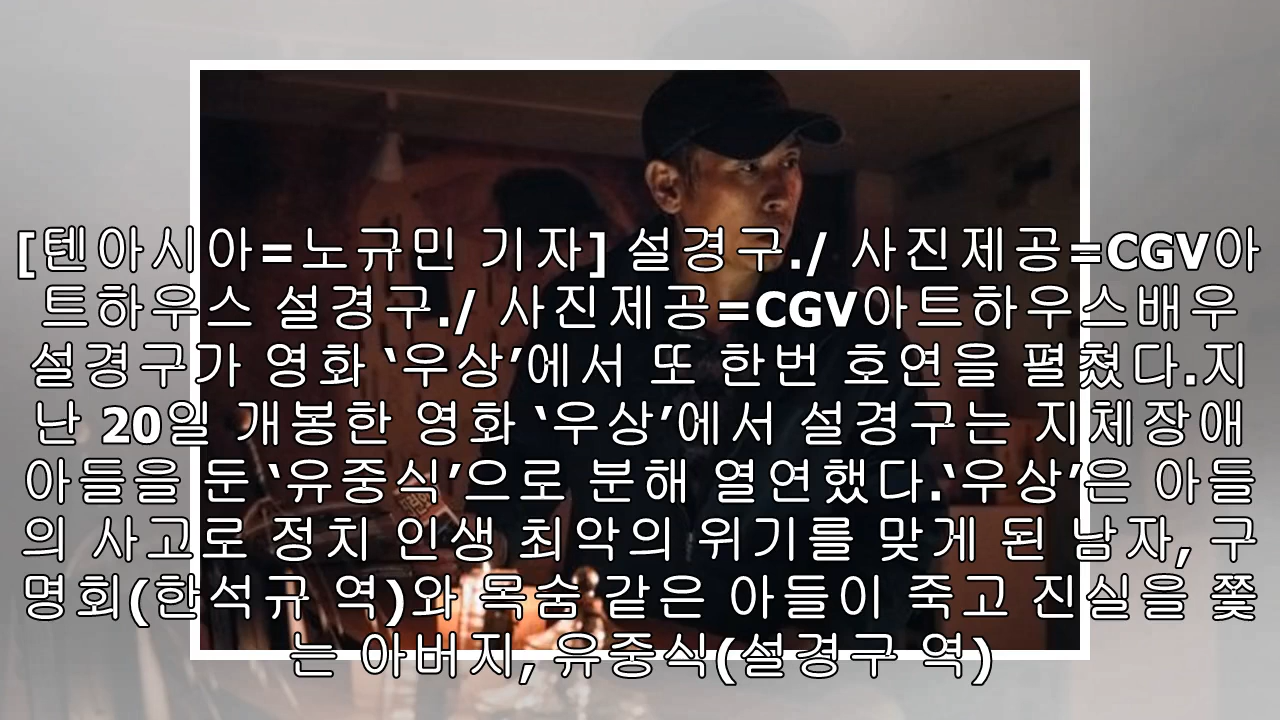 [텐아시아=노규민 기자] 설경구./ 사진제공=CGV아
트하우스 설경구./ 사진제공=CGV아트하우스배우
설경구가 영화 ‘우상’에서 또 한번 호연을 펼쳤다.지
난 20일 개봉한 영화 ‘우상’에서 설경구는 지체장애
아들을 둔 ‘유중식’으로 분해 열연했다.‘우상’은 아들
의 사고로 정치 인생 최악의 위기를 맞게 된 남자, 구
명회(한석규 역)와 목숨 같은 아들이 죽고 진실을 쫓
는 아버지, 유중식(설경구 역)